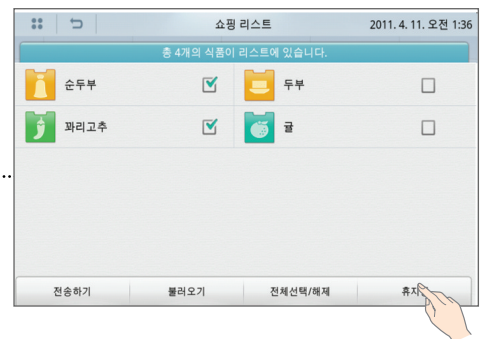 쇼핑 리스트
2011. 4. 11. 오전 1:36
총 4개의 식품이 리스트에 있습니다.
순두부
두부
꽈리고추
귤
..
전송하기
불러오기
전체선택/해제